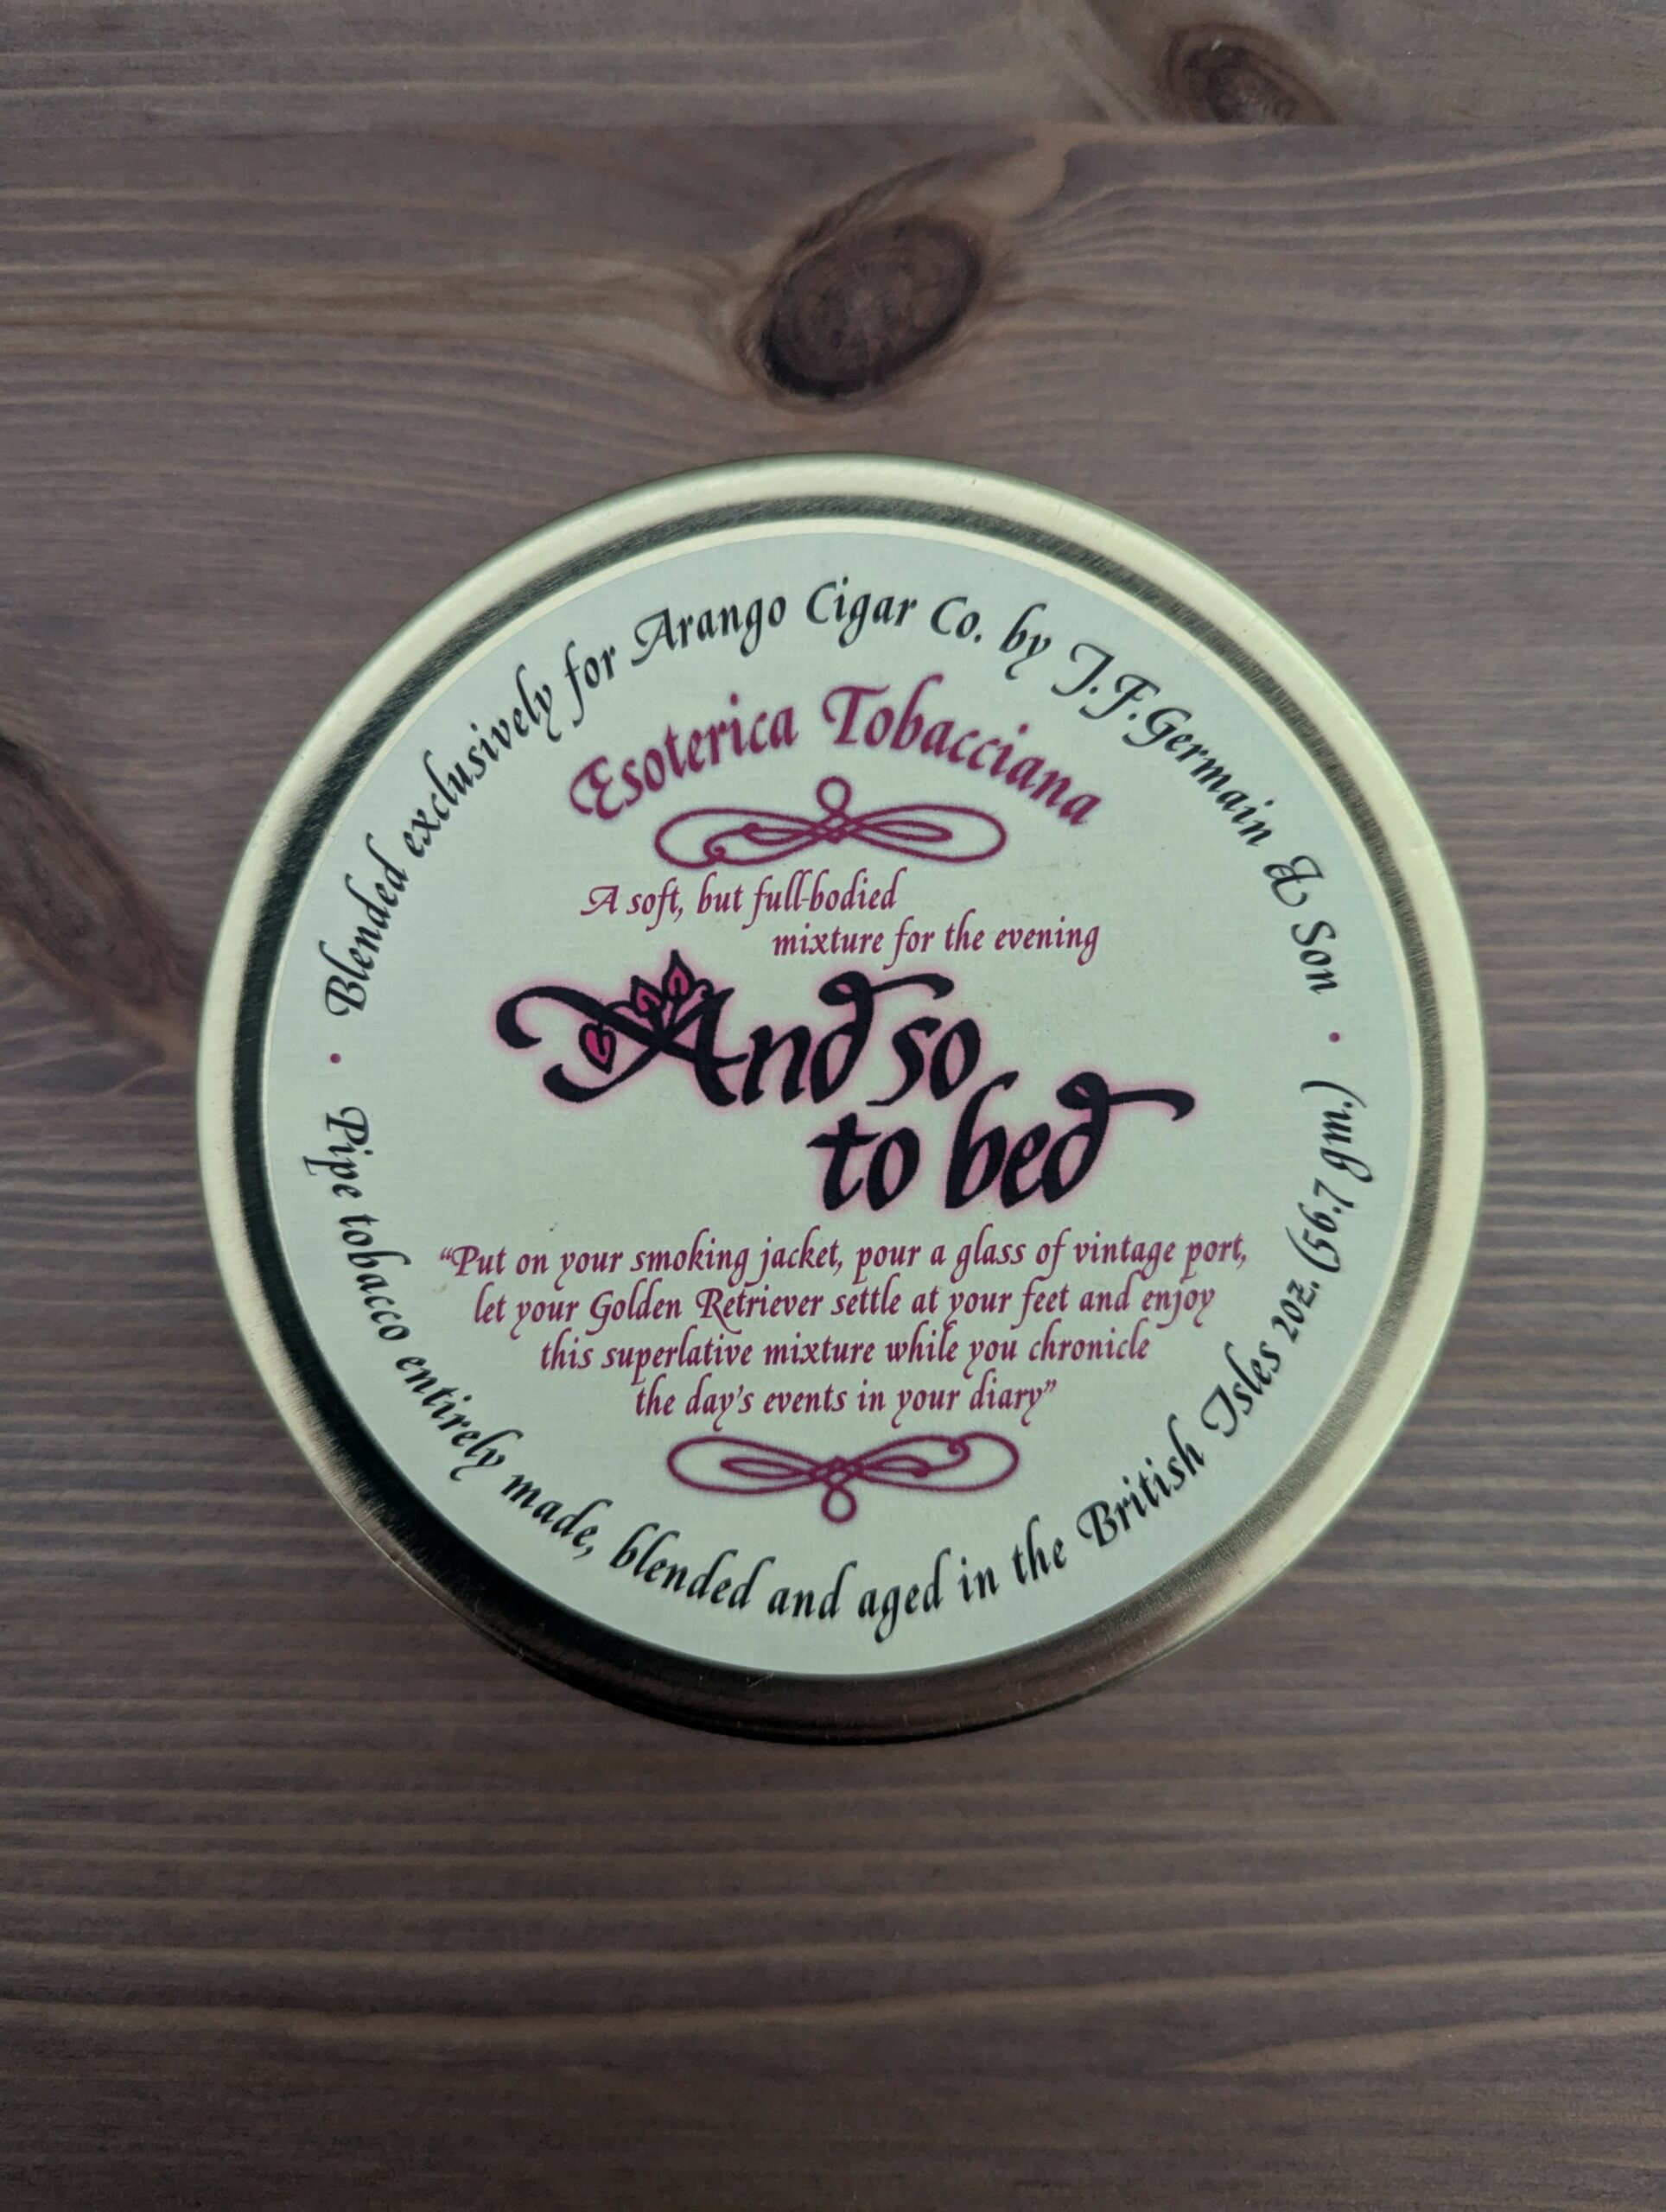 • Blended exclusively for Arango Cigar Co. by J.F.Germain & Son •
Esoterica Tobacciana
A soft, but full-bodied
mixture for the evening
And so
to bed
“Put on your smoking jacket, pour a glass of vintage port,
let your Golden Retriever settle at your feet and enjoy
this superlative mixture while you chronicle
the day's events in your diary”
Pipe tobacco entirely made, blended and aged in the British Isles 2oz. (56.7 gm.)